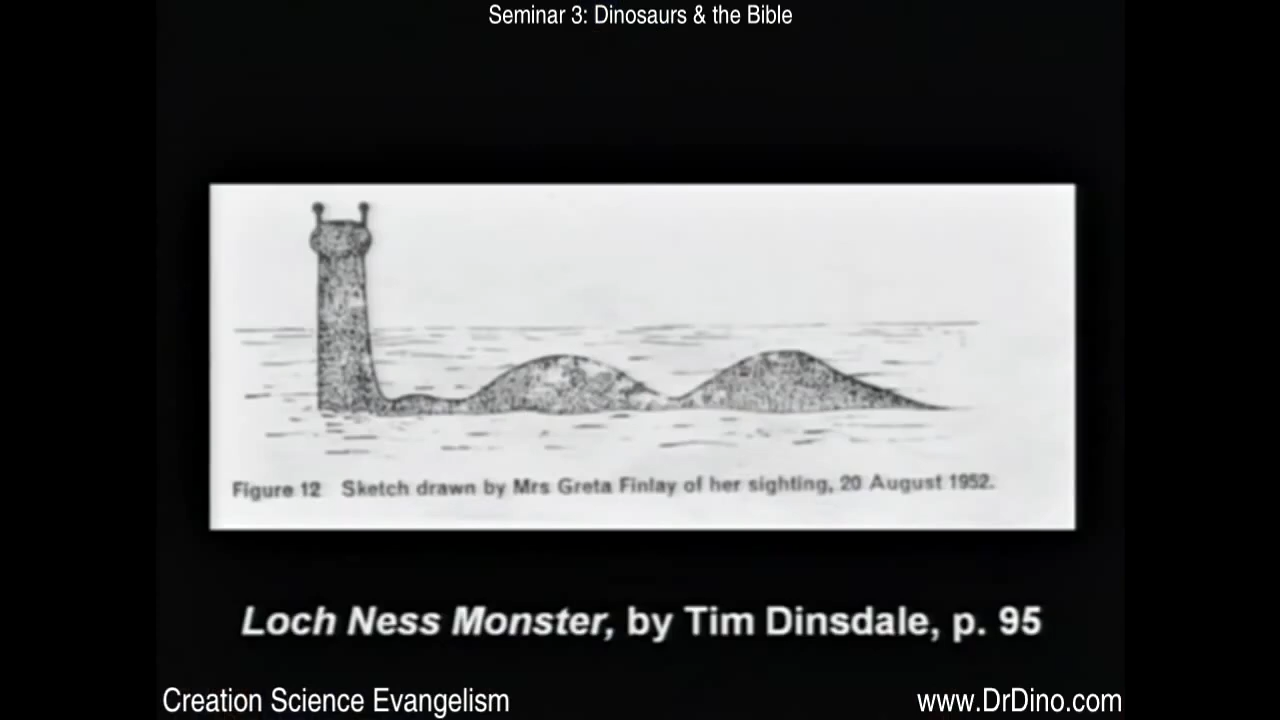 Seminar 3: Dinosaurs & the Bible
Figure 12 Sketch drawn by Mrs Greta Finlay of her sighting, 20 August 1952.
Loch Ness Monster, by Tim Dinsdale, p. 95
Creation Science Evangelism
www.DrDino.com